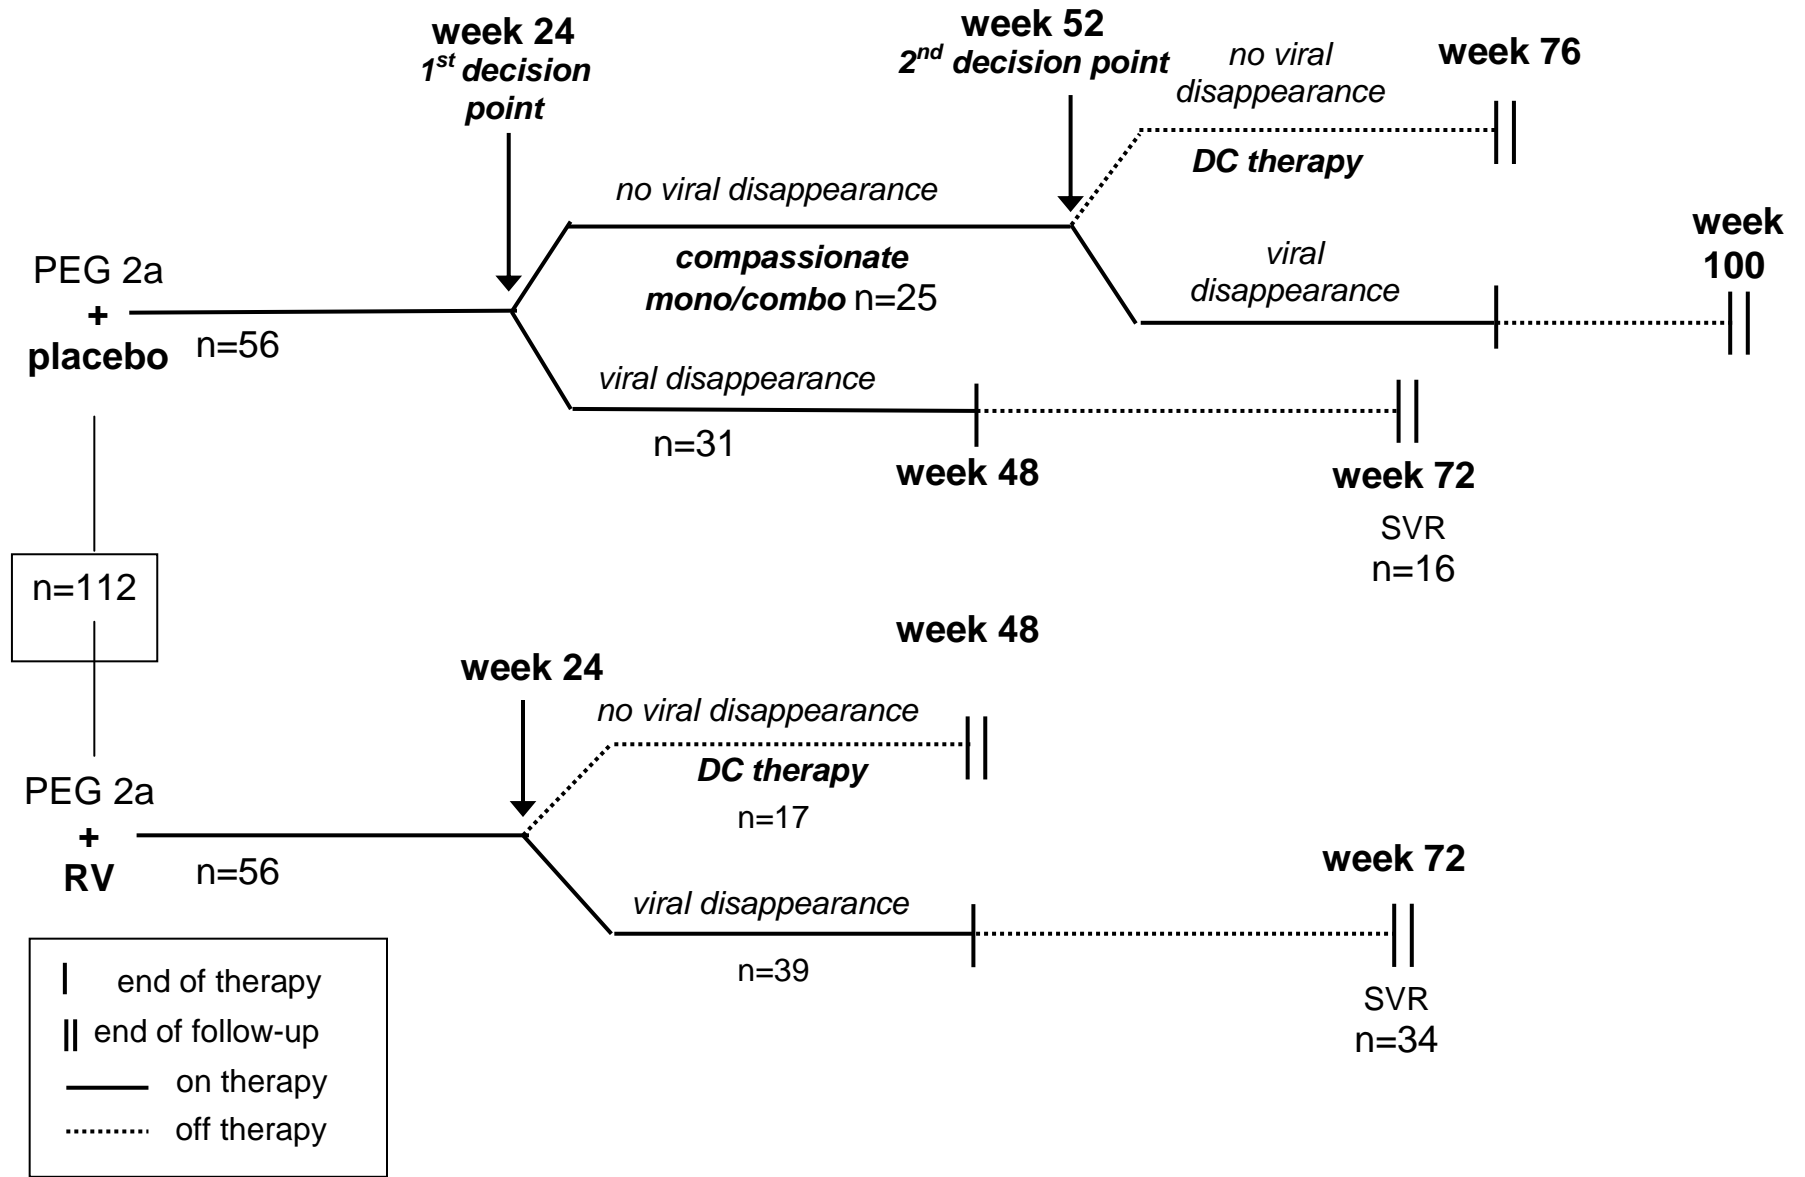 week 24
1st decision
point
week 52
2nd decision point
no viral
disappearance
week 76
DC therapy
no viral disappearance
compassionate
mono/combo n=25
viral
disappearance
week
100
PEG 2a
+
placebo
n=56
viral disappearance
n=31
week 48
week 72
SVR
n=16
n=112
week 48
week 24
no viral disappearance
DC therapy
n=17
PEG 2a
+
RV
n=56
viral disappearance
n=39
week 72
SVR
n=34
end of therapy
end of follow-up
on therapy
off therapy